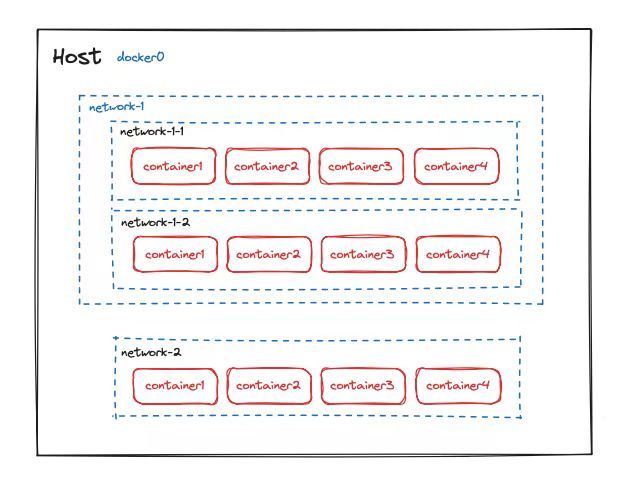 Host docker0
network-1
network-1-1
container1 container2 container3 container4
network-1-2
container1 container2 container3 container4
network-2
container1 container2 container3 container4